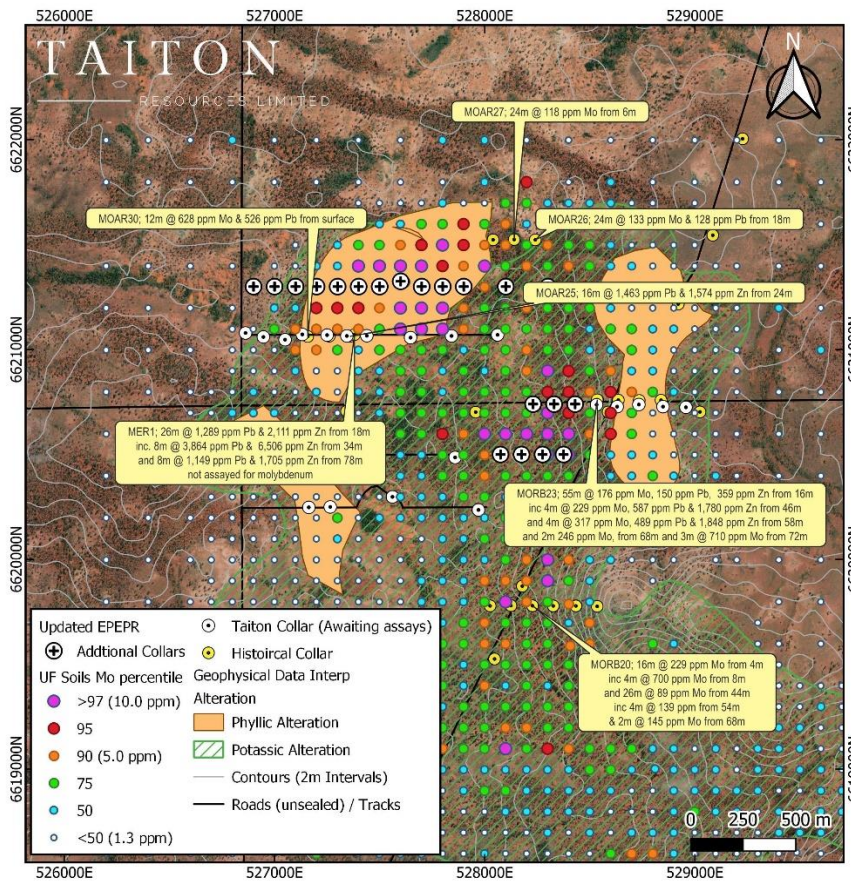 526000E
527000E
528000E
529000E
TAITON
RESOURCES LIMITED
N
6622000N
6622000N
MOAR27; 24m @ 118 ppm Mo from 6m
MOAR30; 12m @ 628 ppm Mo & 526 ppm Pb from surface
MOAR26; 24m @ 133 ppm Mo & 128 ppm Pb from 18m
MOAR25; 16m @ 1,463 ppm Pb & 1,574 ppm Zn from 24m
6621000N
6621000N
MER1; 26m @ 1,289 ppm Pb & 2,111 ppm Zn from 18m
inc. 8m @ 3,864 ppm Pb & 6,506 ppm Zn from 34m
and 8m @ 1,149 ppm Pb & 1,705 ppm Zn from 78m
not assayed for molybdenum
MORB23; 55m @ 176 ppm Mo, 150 ppm Pb, 359 ppm Zn from 16m
inc 4m @ 229 ppm Mo, 587 ppm Pb & 1,780 ppm Zn from 46m
and 4m @ 317 ppm Mo, 489 ppm Pb & 1,848 ppm Zn from 58m
and 2m 246 ppm Mo, from 68m and 3m @ 710 ppm Mo from 72m
6620000N
6620000N
MORB20; 16m @ 229 ppm Mo from 4m
inc 4m @ 700 ppm Mo from 8m
and 26m @ 89 ppm Mo from 44m
inc 4m @ 139 ppm from 54m
& 2m @ 145 ppm Mo from 68m
Updated EPEPR
Addtional Collars
UF Soils Mo percentile
>97 (10.0 ppm)
95
90 (5.0 ppm)
75
50
<50 (1.3 ppm)
Taiton Collar (Awaiting assays)
Histoircal Collar
Geophysical Data Interp
Alteration
Phyllic Alteration
Potassic Alteration
Contours (2m Intervals)
Roads (unsealed) / Tracks
6619000N
6619000N
0 250 500 m
526000E
527000E
528000E
529000E